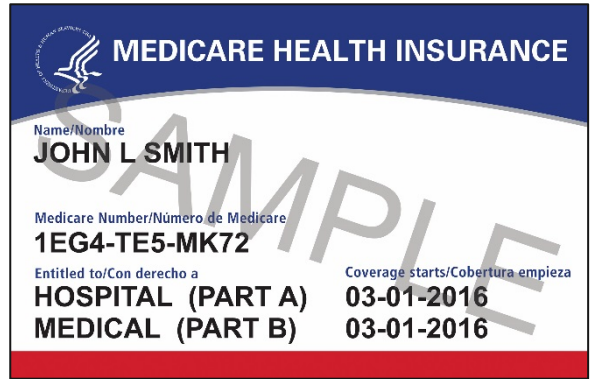 MEDICARE HEALTH INSURANCE
Name/Nombre
JOHN L SMITH
Medicare Number/Número de Medicare
1EG4-TE5-MK72
Entitled to/Con derecho a
HOSPITAL (PART A)
MEDICAL (PART B)
Coverage starts/Cobertura empieza
03-01-2016
03-01-2016
SAMPLE